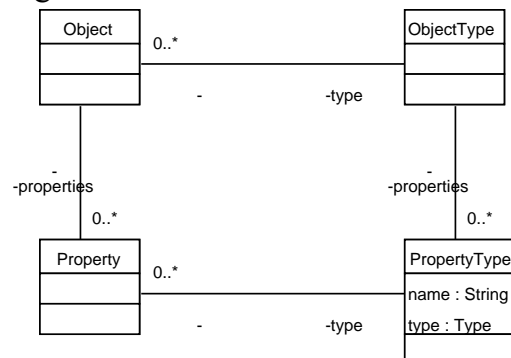 Object
ObjectType
0..*
-
-type
-
-properties
-
-properties
0..*
0..*
Property
PropertyType
0..*
name : String
-
-type
type : Type